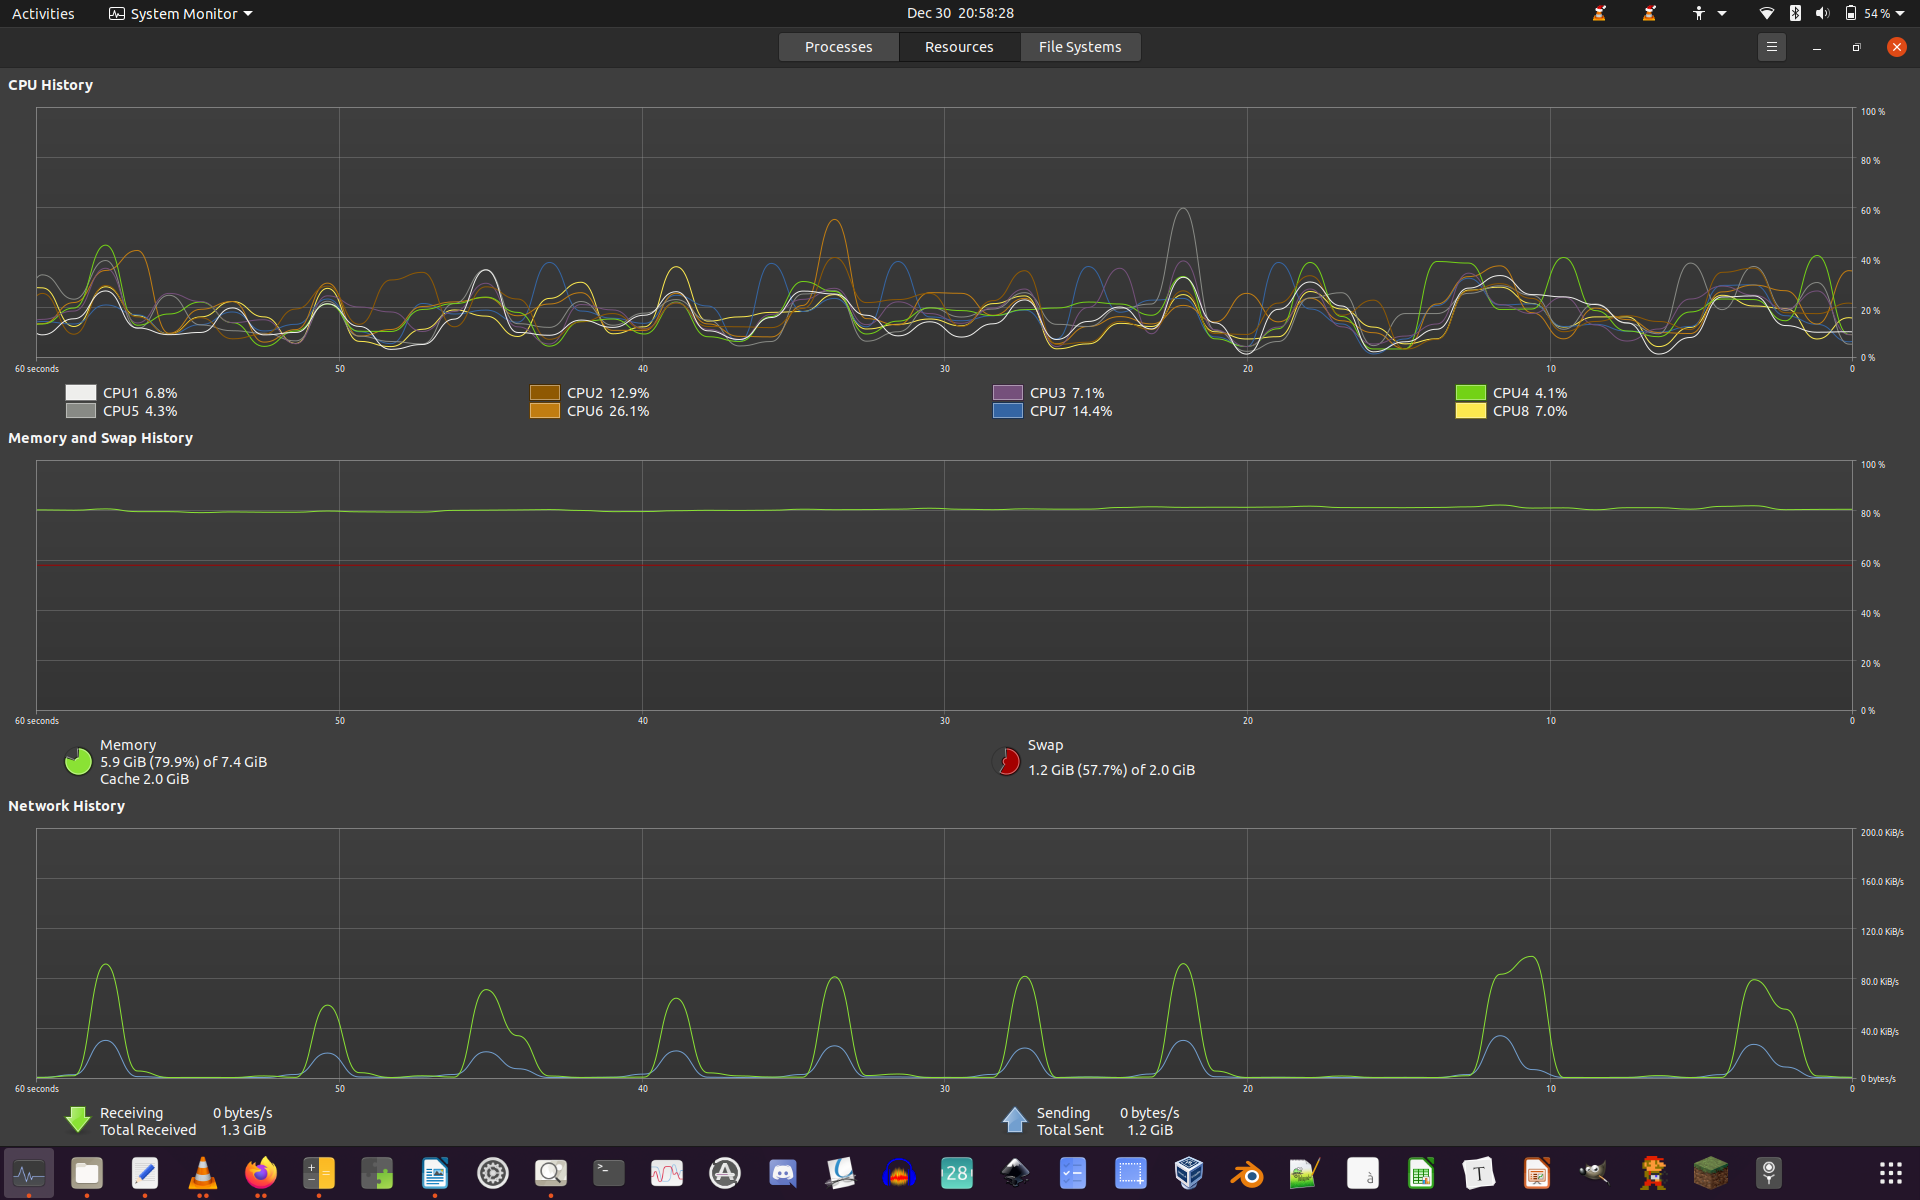 Activities System Monitor Dec 30 20:58:28 54 %
Processes Resources File Systems
CPU History
100 %
80 %
60 %
40 %
20 %
0 %
60 seconds 50 40 30 20 10 0
CPU1 6.8% CPU2 12.9% CPU3 7.1% CPU4 4.1%
CPU5 4.3% CPU6 26.1% CPU7 14.4% CPU8 7.0%
Memory and Swap History
100 %
80 %
60 %
40 %
20 %
0 %
60 seconds 50 40 30 20 10 0
Memory
5.9 GiB (79.9%) of 7.4 GiB
Cache 2.0 GiB
Swap
1.2 GiB (57.7%) of 2.0 GiB
Network History
200.0 KiB/s
160.0 KiB/s
120.0 KiB/s
80.0 KiB/s
40.0 KiB/s
0 bytes/s
60 seconds 50 40 30 20 10 0
Receiving 0 bytes/s
Total Received 1.3 GiB
Sending 0 bytes/s
Total Sent 1.2 GiB
28 à T